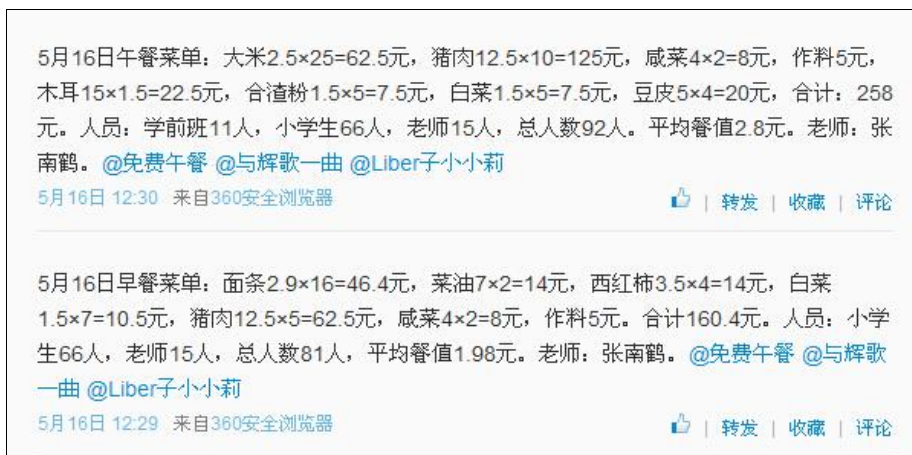 5月16日午餐菜单：大米2.5×25=62.5元，猪肉12.5×10=125元，咸菜4×2=8元，作料5元，
木耳15×1.5=22.5元，合渣粉1.5×5=7.5元，白菜1.5×5=7.5元，豆皮5×4=20元，合计：258
元。人员：学前班11人，小学生66人，老师15人，总人数92人。平均餐值2.8元。老师：张
南鹤。@免费午餐 @与辉歌一曲 @Liber子小小莉
5月16日 12:30 来自360安全浏览器 | 转发 | 收藏 | 评论
5月16日早餐菜单：面条2.9×16=46.4元，菜油7×2=14元，西红柿3.5×4=14元，白菜
1.5×7=10.5元，猪肉12.5×5=62.5元，咸菜4×2=8元，作料5元。合计160.4元。人员：小学
生66人，老师15人，总人数81人，平均餐值1.98元。老师：张南鹤。@免费午餐 @与辉歌
一曲 @Liber子小小莉
5月16日 12:29 来自360安全浏览器 | 转发 | 收藏 | 评论